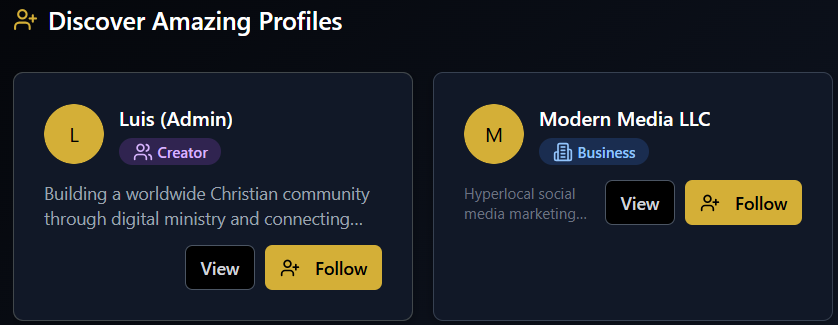 Discover Amazing Profiles
L
Luis (Admin)
Creator
Building a worldwide Christian community
through digital ministry and connecting...
View
Follow
M
Modern Media LLC
Business
Hyperlocal social
media marketing...
View
Follow